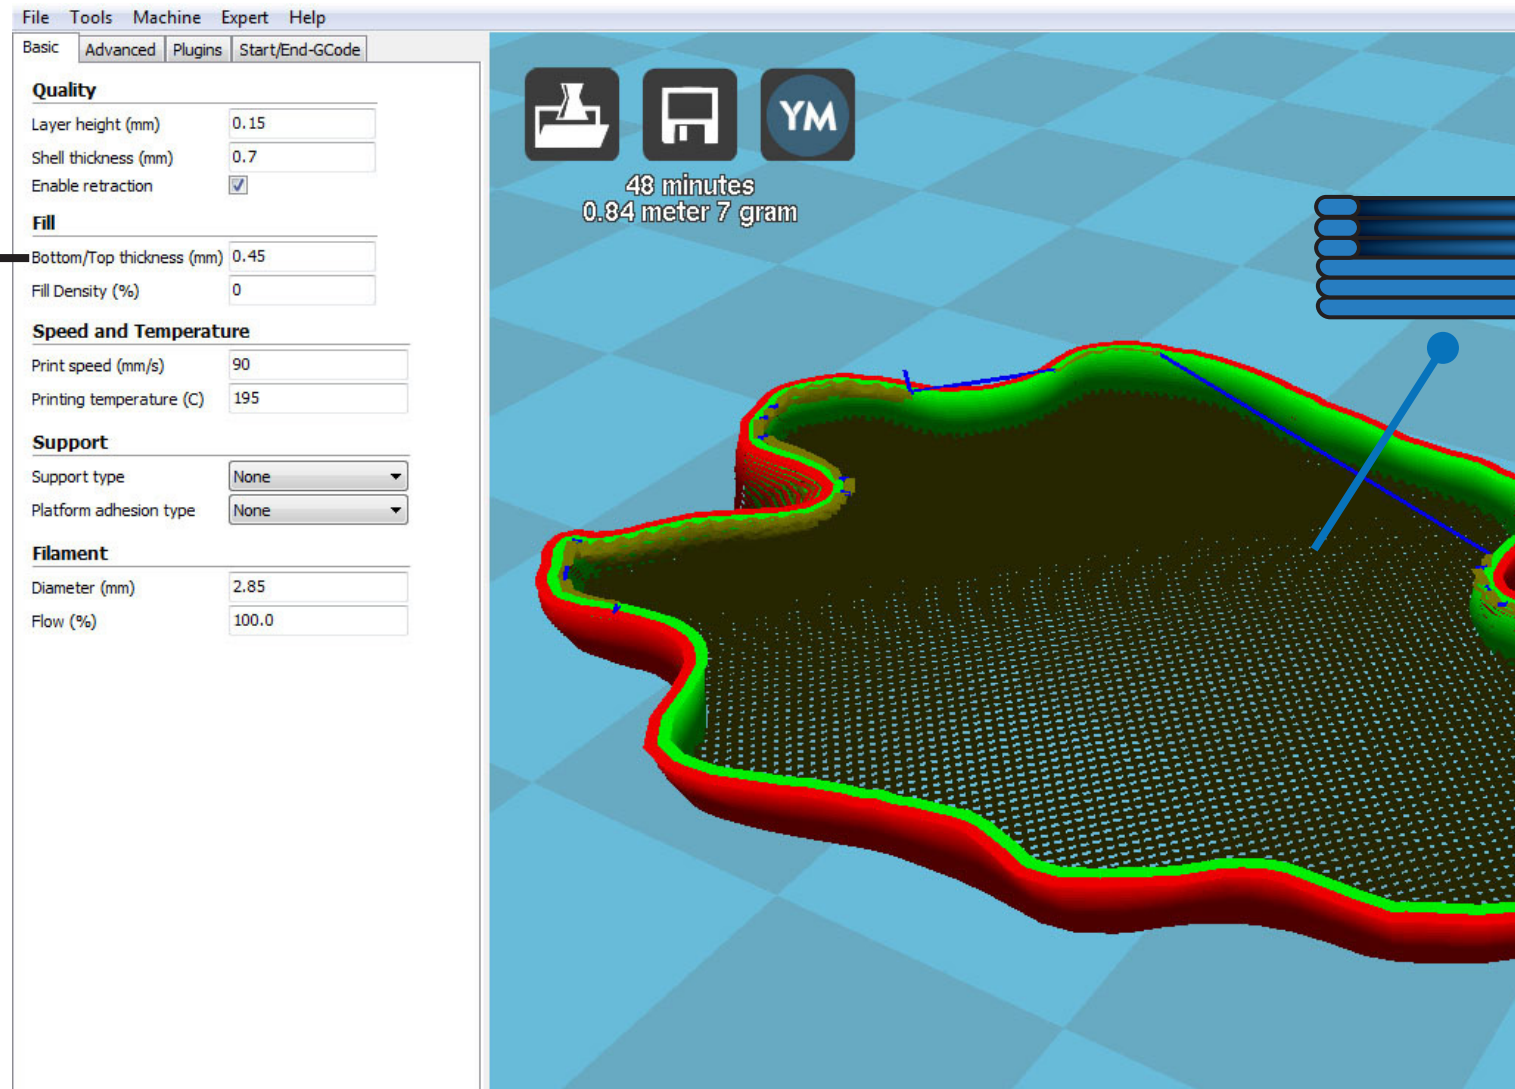 File Tools Machine Expert Help
Basic Advanced Plugins Start/End-GCode
Quality
Layer height (mm) 0.15
Shell thickness (mm) 0.7
Enable retraction
Fill
Bottom/Top thickness (mm) 0.45
Fill Density (%) 0
Speed and Temperature
Print speed (mm/s) 90
Printing temperature (C) 195
Support
Support type None
Platform adhesion type None
Filament
Diameter (mm) 2.85
Flow (%) 100.0
YM
48 minutes
0.84 meter 7 gram